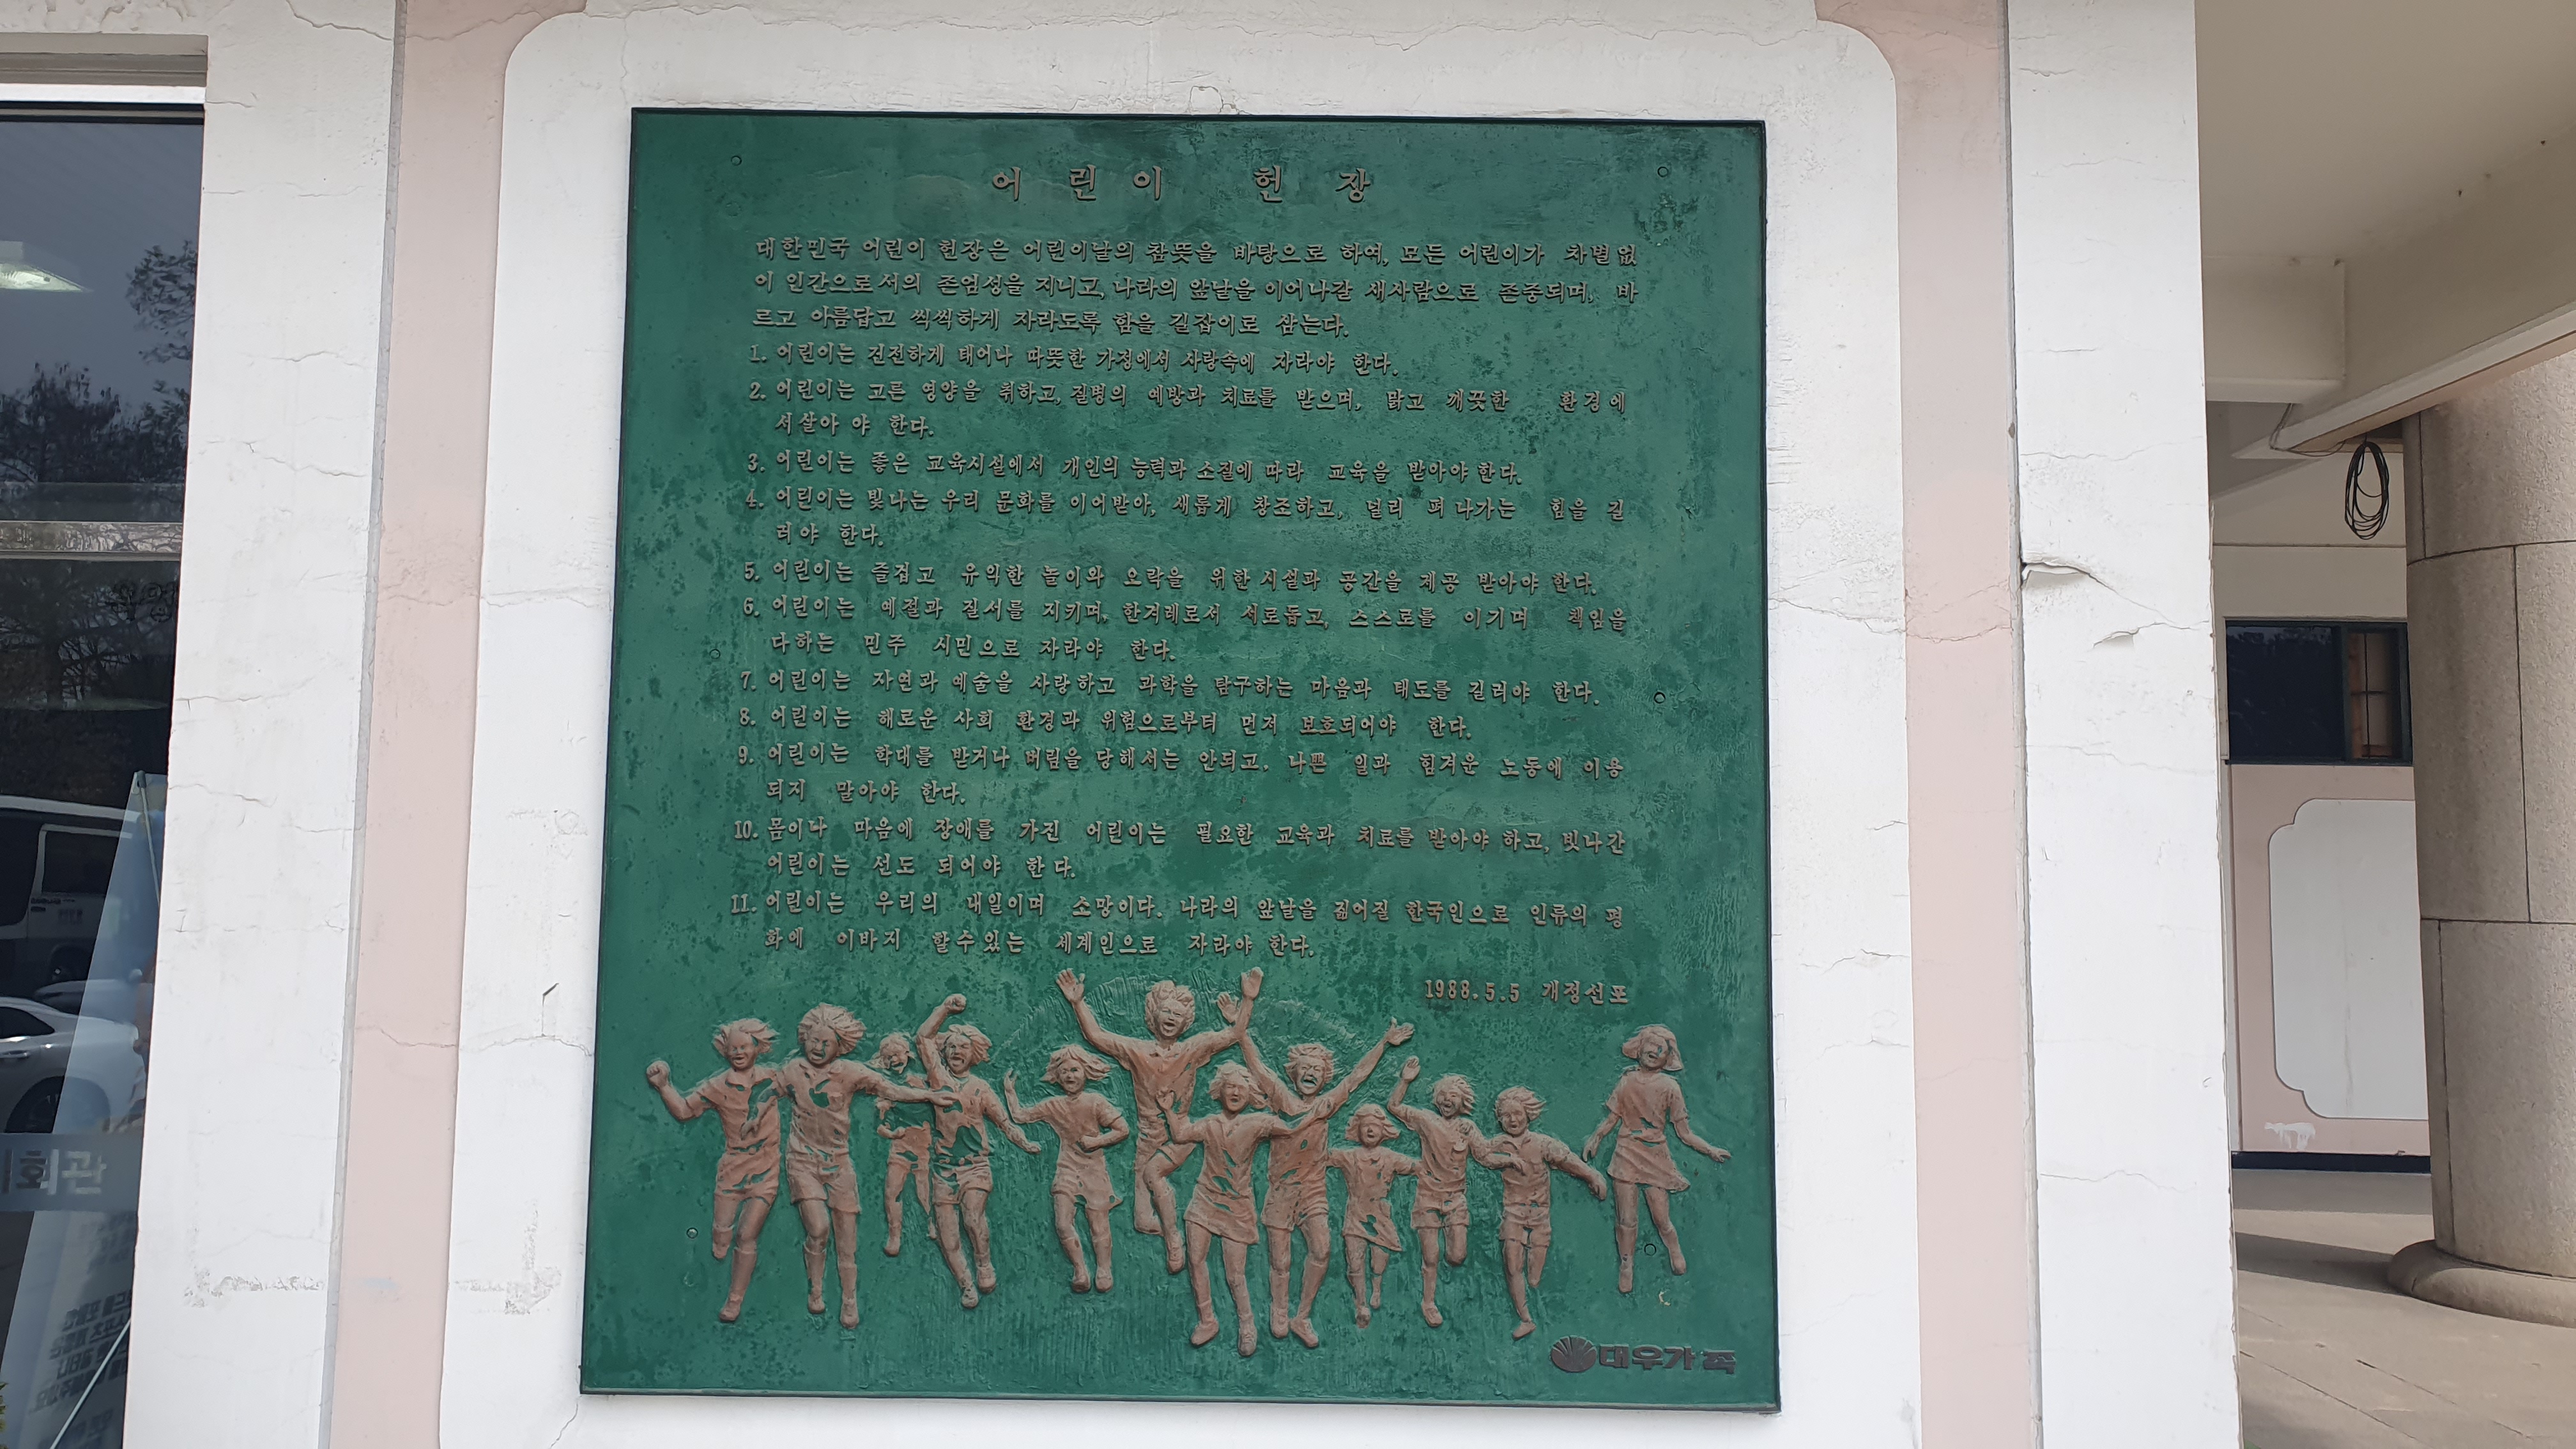 어린이 헌장
대한민국 어린이 헌장은 어린이날의 참뜻을 바탕으로 하여, 모든 어린이가 차별없
이 인간으로서의 존엄성을 지니고, 나라의 앞날을 이어나갈 새사람으로 존중되며, 바
르고 아름답고 씩씩하게 자라도록 함을 길잡이로 삼는다.
1. 어린이는 건전하게 태어나 따뜻한 가정에서 사랑속에 자라야 한다.
2. 어린이는 고른 영양을 취하고, 질병의 예방과 치료를 받으며, 맑고 깨끗한 환경에
서살아 야 한다.
3. 어린이는 좋은 교육시설에서 개인의 능력과 소질에 따라 교육을 받아야 한다.
4. 어린이는 빛나는 우리 문화를 이어받아, 새롭게 창조하고, 널리 펴 나가는 힘을 길
러야 한다.
5. 어린이는 즐겁고 유익한 놀이와 오락을 위한 시설과 공간을 제공 받아야 한다.
6. 어린이는 예절과 질서를 지키며, 한겨레로서 서로돕고, 스스로를 이기며 책임을
다하는 민주 시민으로 자라야 한다.
7. 어린이는 자연과 예술을 사랑하고 과학을 탐구하는 마음과 태도를 길러야 한다.
8. 어린이는 해로운 사회 환경과 위험으로부터 먼저 보호되어야 한다.
9. 어린이는 학대를 받거나 버림을 당해서는 안되고, 나쁜 일과 힘겨운 노동에 이용
되지 말아야 한다.
10. 몸이나 마음에 장애를 가진 어린이는 필요한 교육과 치료를 받아야 하고, 빗나간
어린이는 선도 되어야 한다.
11. 어린이는 우리의 내일이며 소망이다. 나라의 앞날을 짊어질 한국인으로 인류의 평
화에 이바지 할수있는 세계인으로 자라야 한다.
1988.5.5 개정선포
대우가족
회관